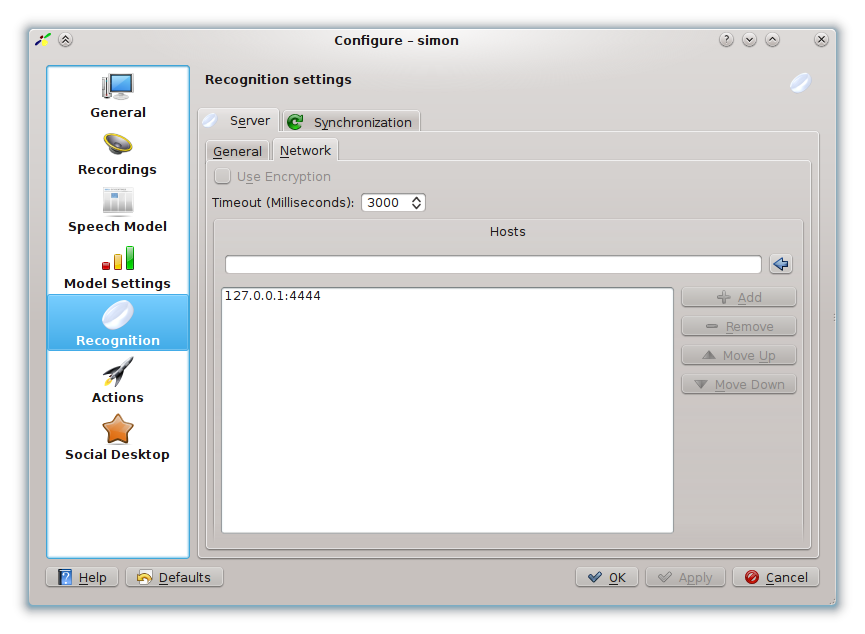 Configure – simon
General
Recordings
Speech Model
Model Settings
Recognition
Actions
Social Desktop
Recognition settings
Server
Synchronization
General
Network
Use Encryption
Timeout (Milliseconds): 3000
Hosts
127.0.0.1:4444
Add
Remove
Move Up
Move Down
Help
Defaults
OK
Apply
Cancel